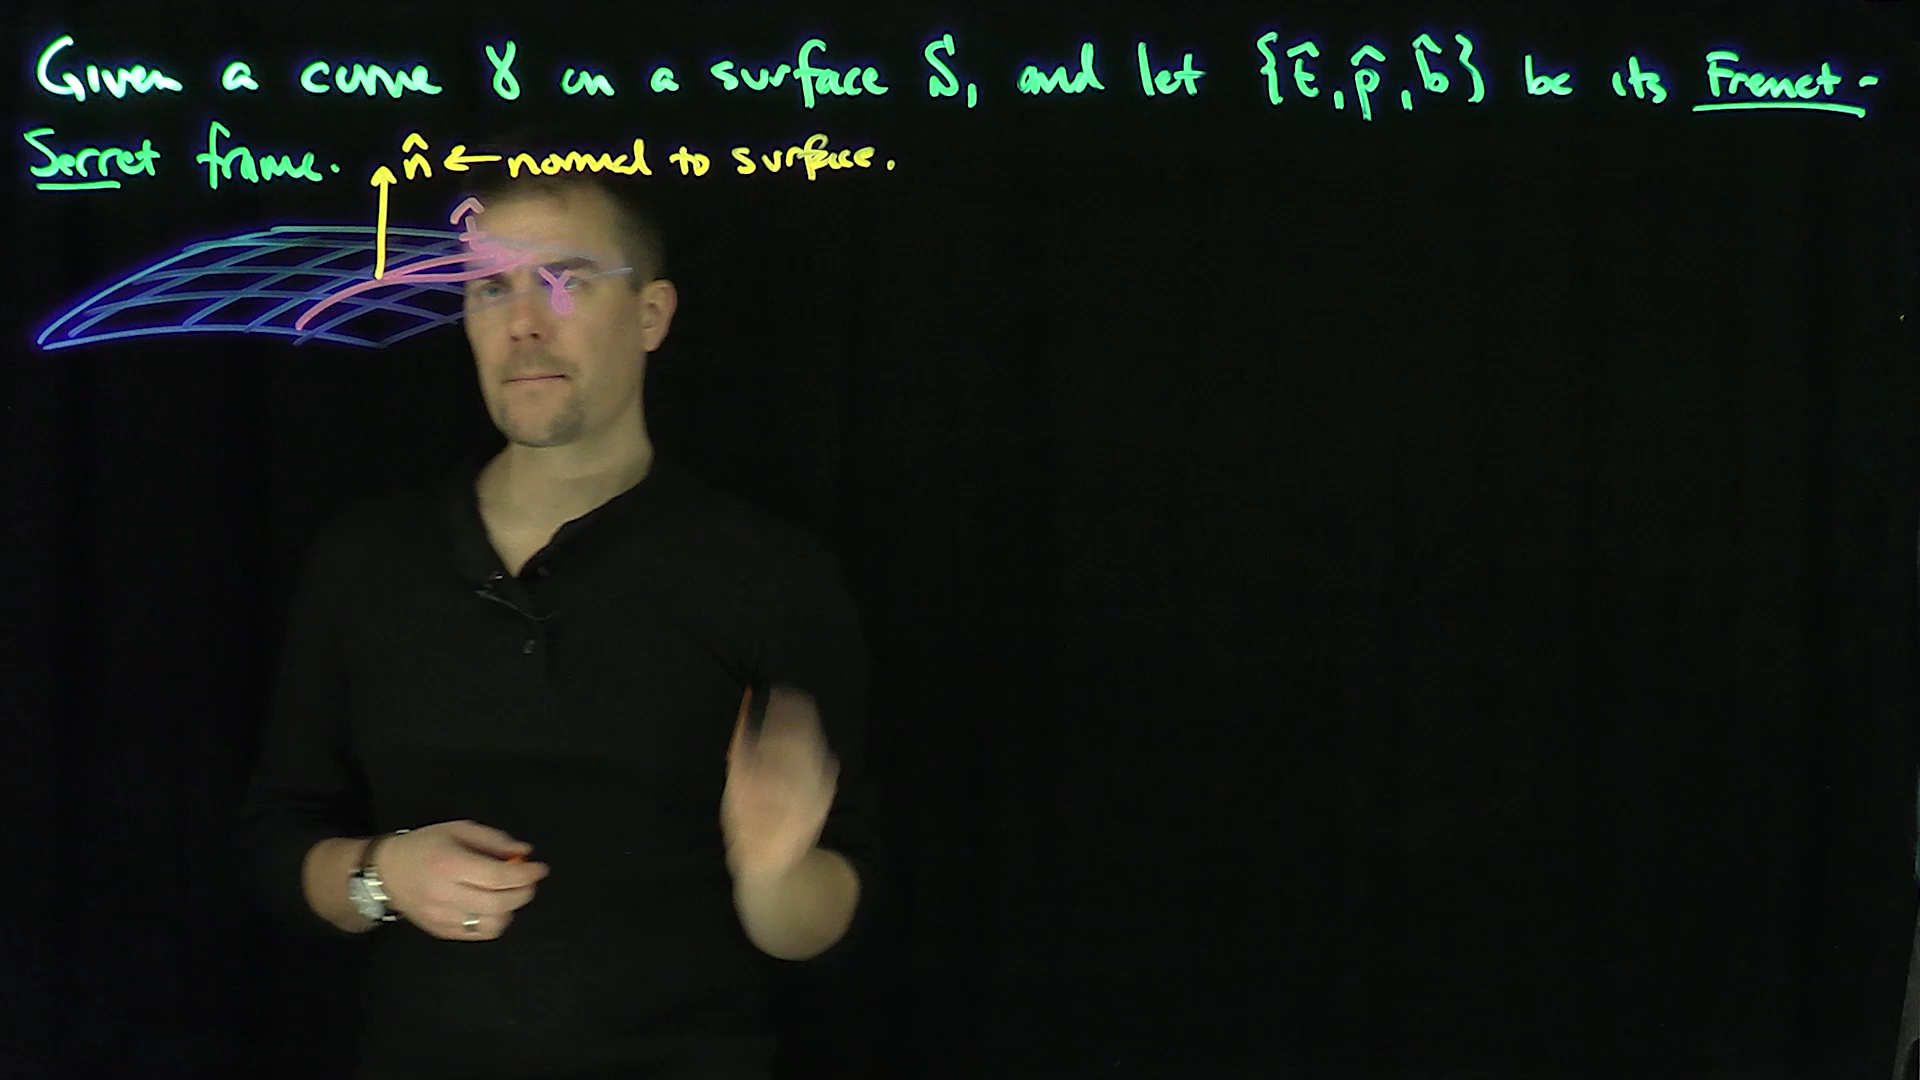 Given a curve γ on a surface S, and let {t̂, p̂, b̂} be its Frenet-
Serret frame. n̂ ← normal to surface.
t̂
γ